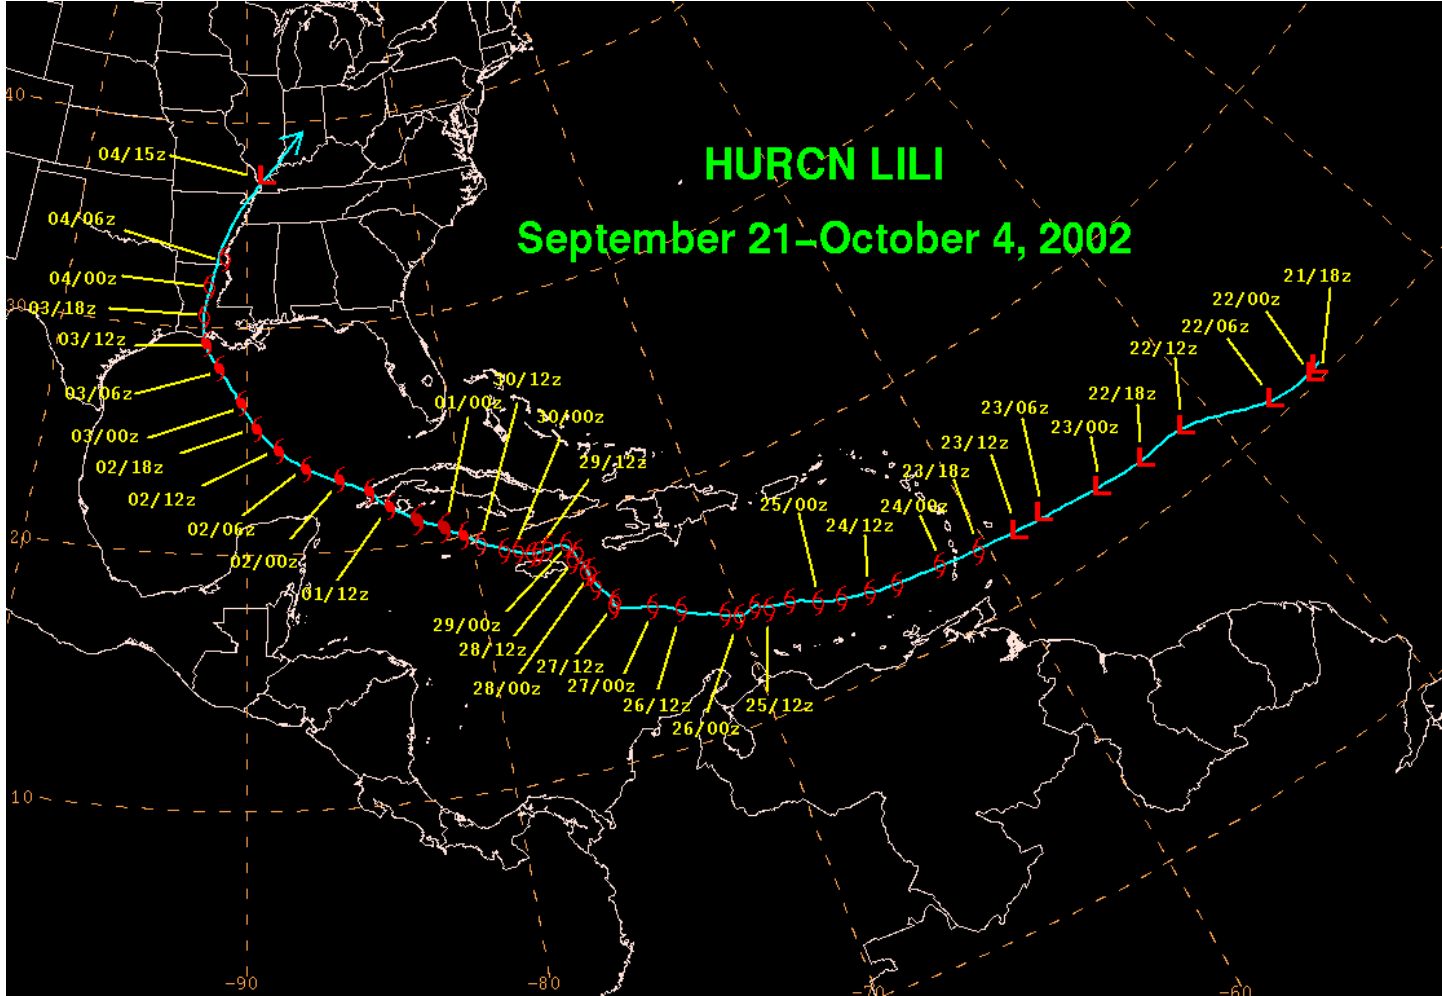 40
04/15z
HURCN LILI
04/06z
September 21-October 4, 2002
04/00z
21/18z
22/00z
30
03/18z
22/06z
03/12z
22/12z
30/12z
03/06z
01/00z
22/18z
30/00z
23/06z
23/00z
03/00z
23/12z
02/18z
29/12z
23/18z
02/12z
25/00z
24/00z
02/06z
24/12z
20
02/00z
01/12z
29/00z
28/12z
27/12z
28/00z
27/00z
26/12z
25/12z
26/00z
10
-90
-80
-70
-60